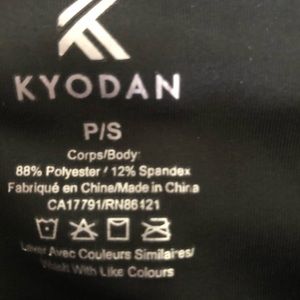 KYODAN
P/S
Corps/Body:
88% Polyester / 12% Spandex
Fabriqué en Chine/Made in China
CA17791/RN86121
Laver Avec Couleurs Similaires/
Wash With Like Colours